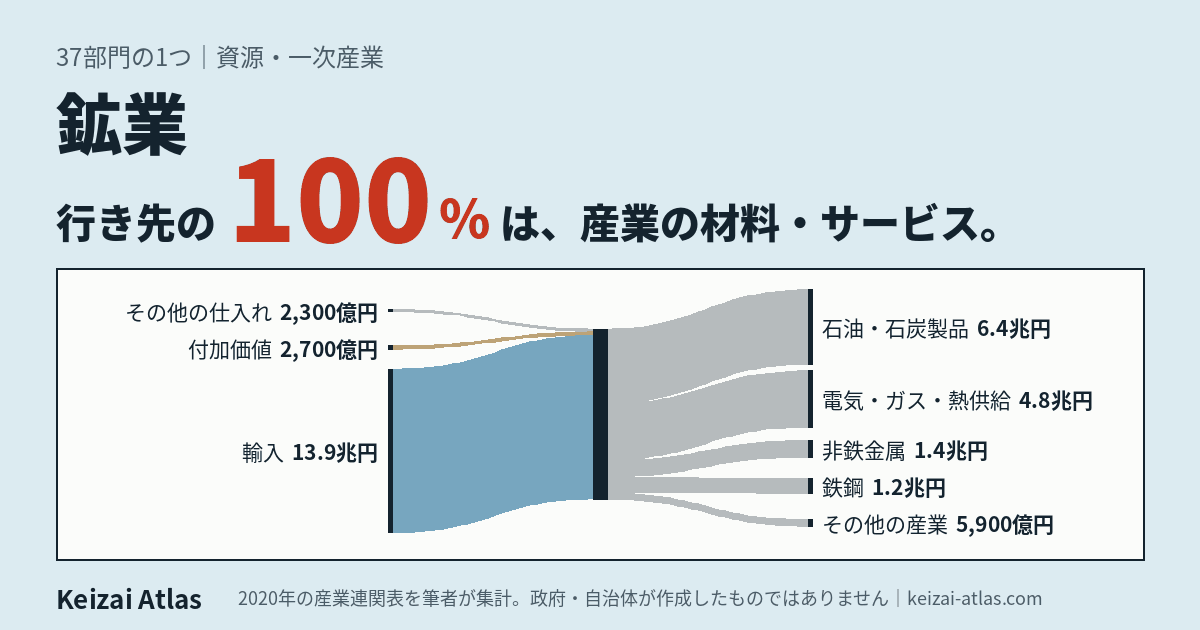 37部門の1つ｜資源・一次産業
鉱業
行き先の 100% は、産業の材料・サービス。
その他の仕入れ 2,300億円
付加価値 2,700億円
輸入 13.9兆円
石油・石炭製品 6.4兆円
電気・ガス・熱供給 4.8兆円
非鉄金属 1.4兆円
鉄鋼 1.2兆円
その他の産業 5,900億円
Keizai Atlas 2020年の産業連関表を筆者が集計。政府・自治体が作成したものではありません｜keizai-atlas.com